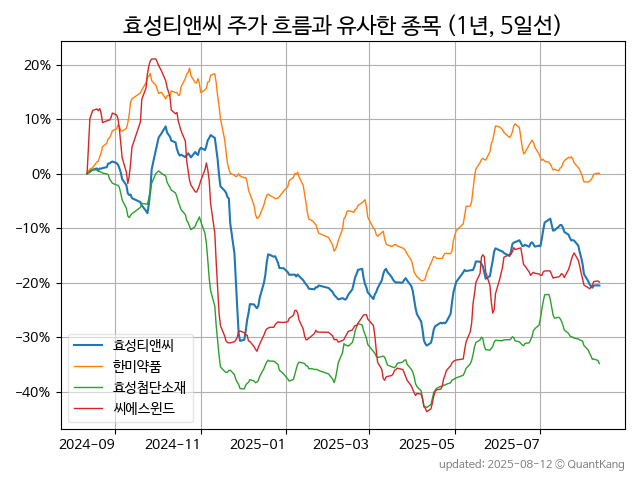 효성티앤씨 주가 흐름과 유사한 종목 (1년, 5일선)
20%
10%
0%
−10%
−20%
−30%
−40%
효성티앤씨
한미약품
효성첨단소재
씨에스윈드
2024-09 2024-11 2025-01 2025-03 2025-05 2025-07
updated: 2025-08-12 © QuantKang